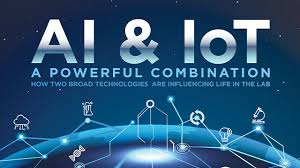 AI & IoT
A POWERFUL COMBINATION
HOW TWO BROAD TECHNOLOGIES ARE INFLUENCING LIFE IN THE LAB